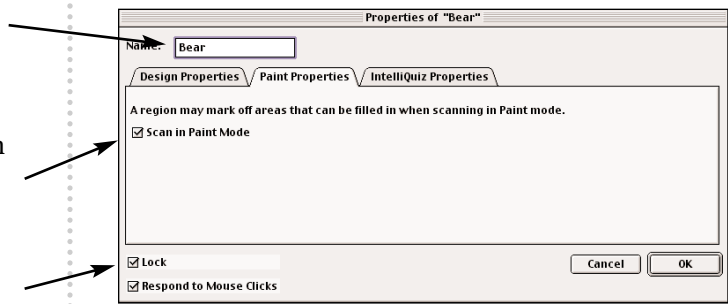 Properties of "Bear"
Name: Bear
Design Properties Paint Properties IntelliQuiz Properties
A region may mark off areas that can be filled in when scanning in Paint mode.
Scan in Paint Mode
n
Lock
Cancel OK
Respond to Mouse Clicks